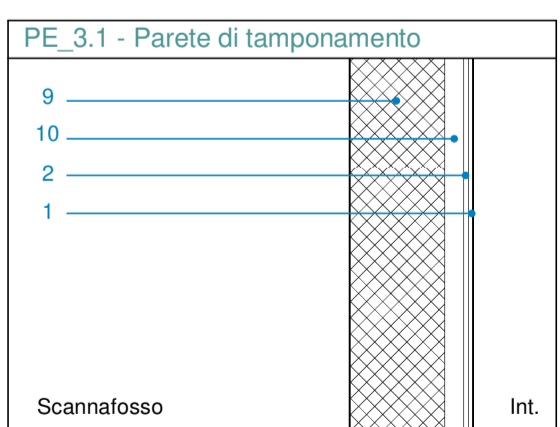 PE_3.1 - Parete di tamponamento
9
10
2
1
Scannafosso Int.